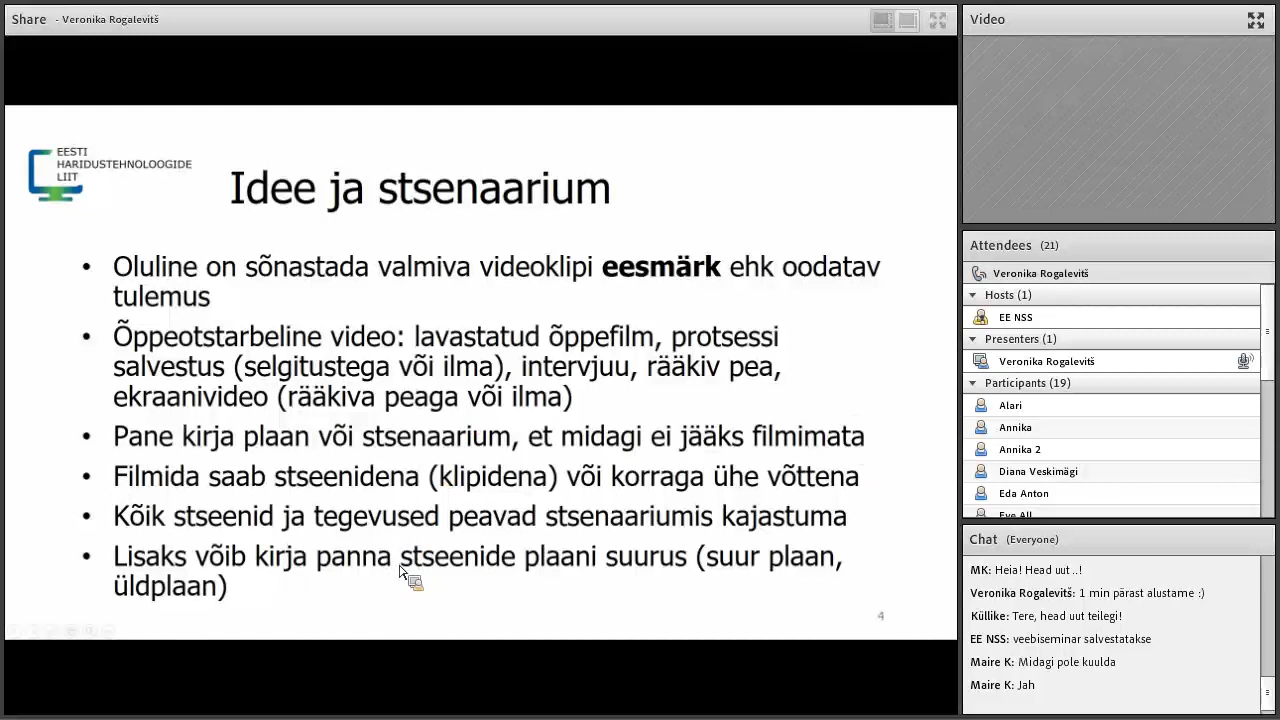 Share - Veronika Rogalevitš
EESTI
HARIDUSTEHNOLOOGIDE
LIIT
Idee ja stsenaarium
• Oluline on sõnastada valmiva videoklipi eesmärk ehk oodatav
tulemus
• Õppeotstarbeline video: lavastatud õppefilm, protsessi
salvestus (selgitustega või ilma), intervjuu, rääkiv pea,
ekraanivideo (rääkiva peaga või ilma)
• Pane kirja plaan või stsenaarium, et midagi ei jääks filmimata
• Filmida saab stseenidena (klipidena) või korraga ühe võttena
• Kõik stseenid ja tegevused peavad stsenaariumis kajastuma
• Lisaks võib kirja panna stseenide plaani suurus (suur plaan,
üldplaan)
4
Video
Attendees (21)
Veronika Rogalevitš
Hosts (1)
EE NSS
Presenters (1)
Veronika Rogalevitš
Participants (19)
Alari
Annika
Annika 2
Diana Veskimägi
Eda Anton
Chat (Everyone)
MK: Heia! Head uut ..!
Veronika Rogalevitš: 1 min pärast alustame :)
Küllike: Tere, head uut teilegi!
EE NSS: veebiseminar salvestatakse
Maire K: Midagi pole kuulda
Maire K: Jah